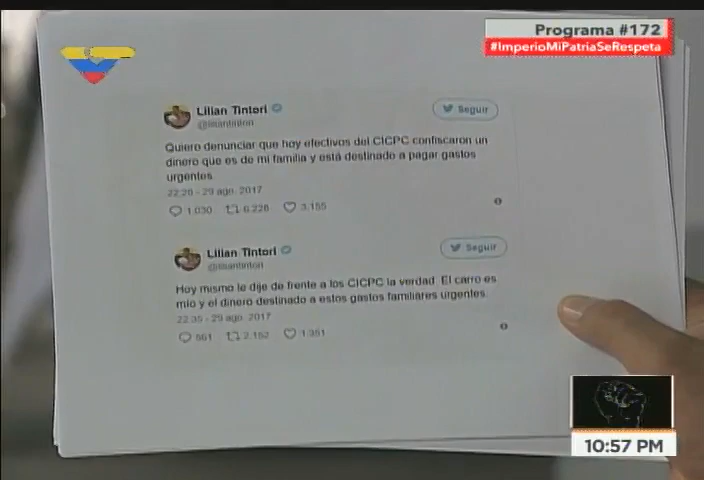 Programa #172
#ImperioMiPatriaSeRespeta
Lilian Tintori
@liliantintori
Seguir
Quiero denunciar que hoy efectivos del CICPC confiscaron un
dinero que es de mi familia y está destinado a pagar gastos
urgentes
22:20 - 29 ago. 2017
1.030 6.226 3.155
Lilian Tintori
@liliantintori
Seguir
Hoy mismo le dije de frente a los CICPC la verdad. El carro es
mio y el dinero destinado a estos gastos familiares urgentes.
22:35 - 29 ago. 2017
561 2.152 1.351
10:57 PM